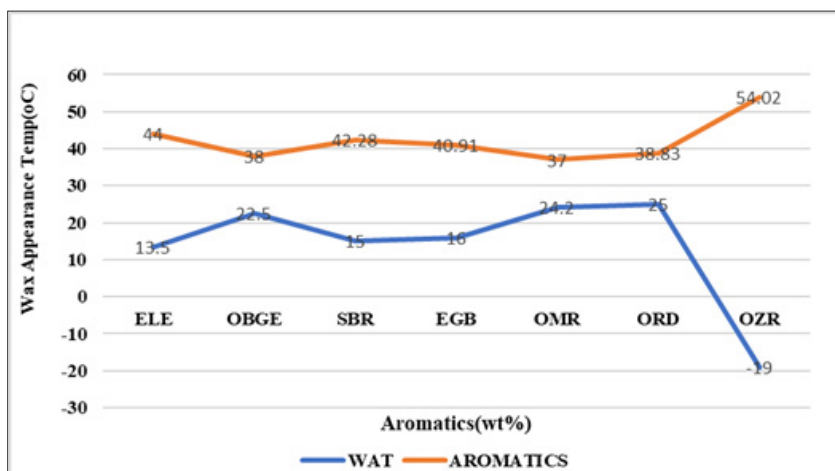 Wax Appearance Temp(oC)
60
50
40
30
20
10
0
-10
-20
-30
44
38
42.28
40.91
37
38.83
54.02
13.5
22.5
15
16
24.2
25
-19
ELE
OBGE
SBR
EGB
OMR
ORD
OZR
Aromatics(wt%)
WAT
AROMATICS